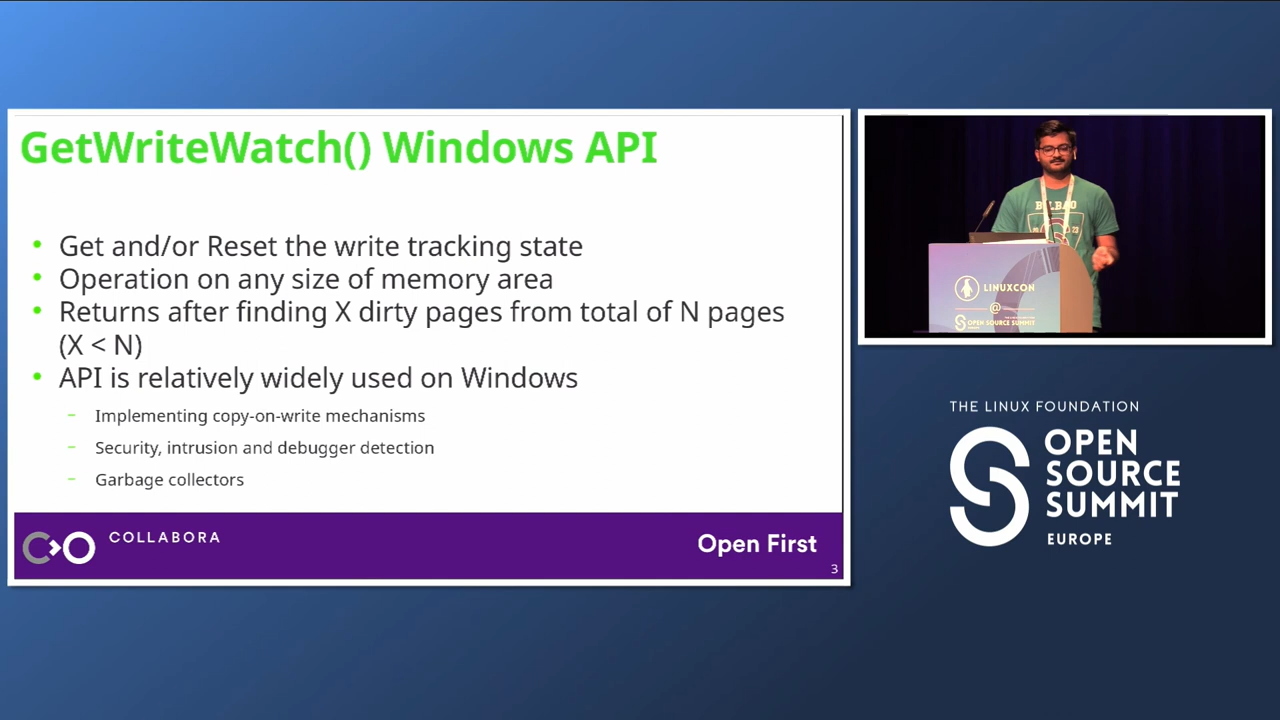 GetWriteWatch() Windows API
• Get and/or Reset the write tracking state
• Operation on any size of memory area
• Returns after finding X dirty pages from total of N pages
(X < N)
• API is relatively widely used on Windows
– Implementing copy-on-write mechanisms
– Security, intrusion and debugger detection
– Garbage collectors
COLLABORA
Open First
3
BILBAO
LINUXCON
@
OPEN SOURCE SUMMIT
THE LINUX FOUNDATION
OPEN
SOURCE
SUMMIT
EUROPE